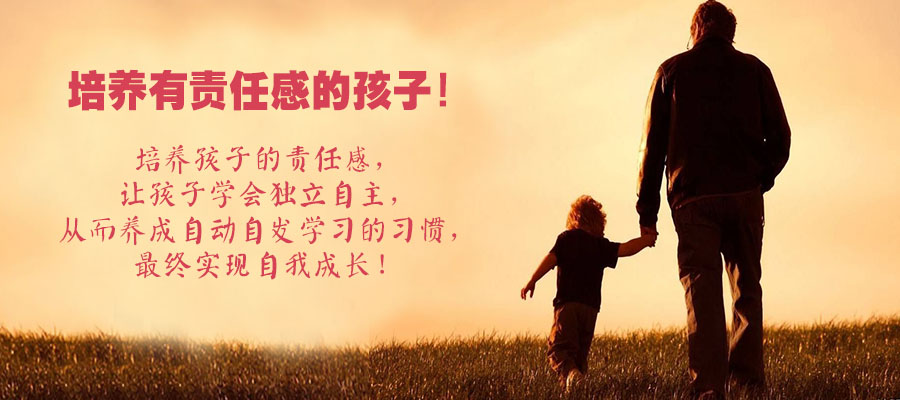 培养有责任感的孩子！
培养孩子的责任感，
让孩子学会独立自主，
从而养成自动自发学习的习惯，
最终实现自我成长！